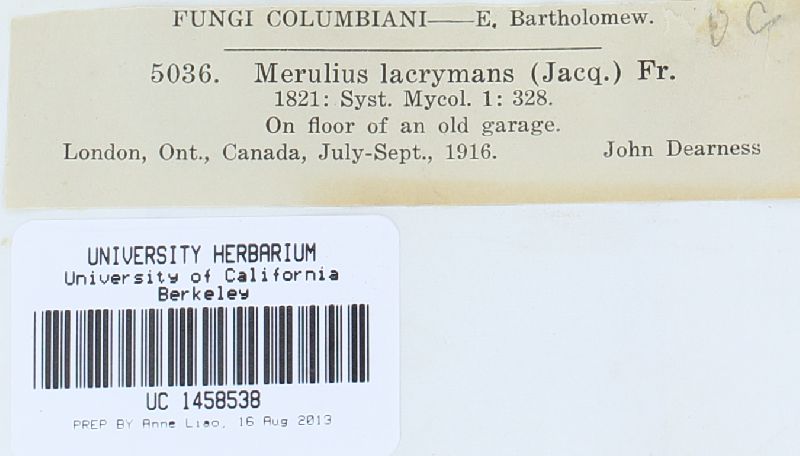 FUNGI COLUMBIANI—E. Bartholomew.
U C
5036. Merulius lacrymans (Jacq.) Fr.
1821: Syst. Mycol. 1: 328.
On floor of an old garage.
London, Ont., Canada, July-Sept., 1916. John Dearness
UNIVERSITY HERBARIUM
University of California
Berkeley
UC 1458538
PREP BY Anne Liao, 16 Aug 2013